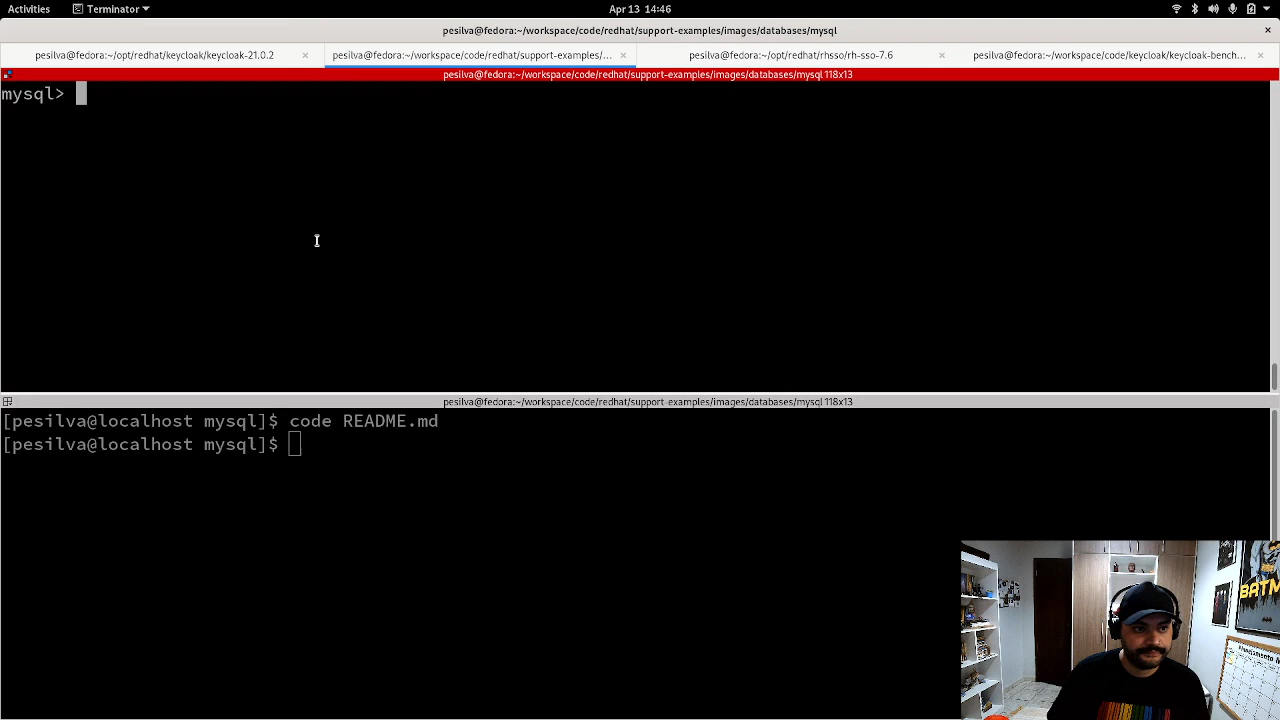 Activities
Terminator
Apr 13 14:46
pesilva@fedora:~/workspace/code/redhat/support-examples/images/databases/mysql
pesilva@fedora:~/opt/redhat/keycloak/keycloak-21.0.2
pesilva@fedora:~/workspace/code/redhat/support-examples/...
pesilva@fedora:~/opt/redhat/rhsso/rh-sso-7.6
pesilva@fedora:~/workspace/code/keycloak/keycloak-bench...
pesilva@fedora:~/workspace/code/redhat/support-examples/images/databases/mysql 118x13
mysql>
pesilva@fedora:~/workspace/code/redhat/support-examples/images/databases/mysql 118x13
[pesilva@localhost mysql]$ code README.md
[pesilva@localhost mysql]$
BATM